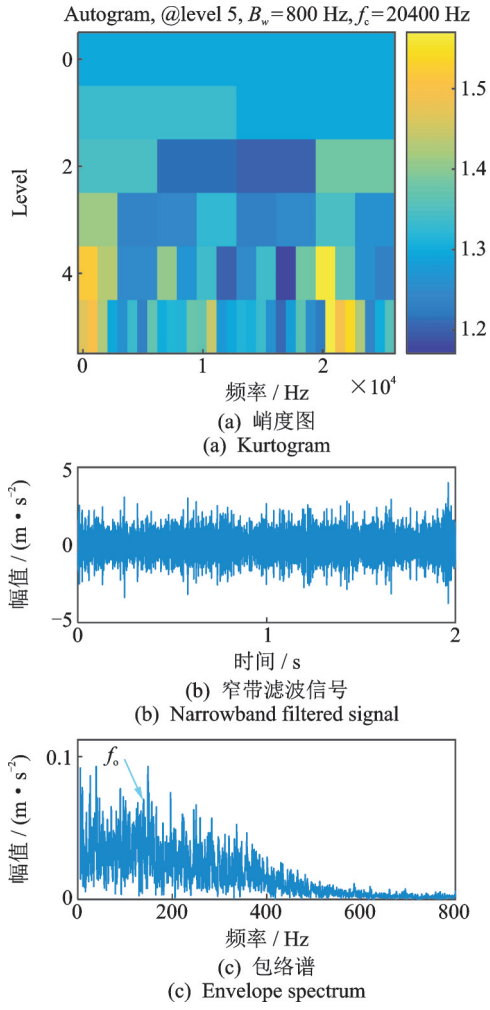 Autogram, @level 5, B_w=800 Hz, f_c=20400 Hz
0
2
4
Level
0
1
2
×10⁴
频率 / Hz
1.5
1.4
1.3
1.2
(a) 峭度图
(a) Kurtogram
5
0
−5
幅值 / (m·s⁻²)
0
1
2
时间 / s
(b) 窄带滤波信号
(b) Narrowband filtered signal
0.1
0
幅值 / (m·s⁻²)
f_o
0
200
400
600
800
频率 / Hz
(c) 包络谱
(c) Envelope spectrum